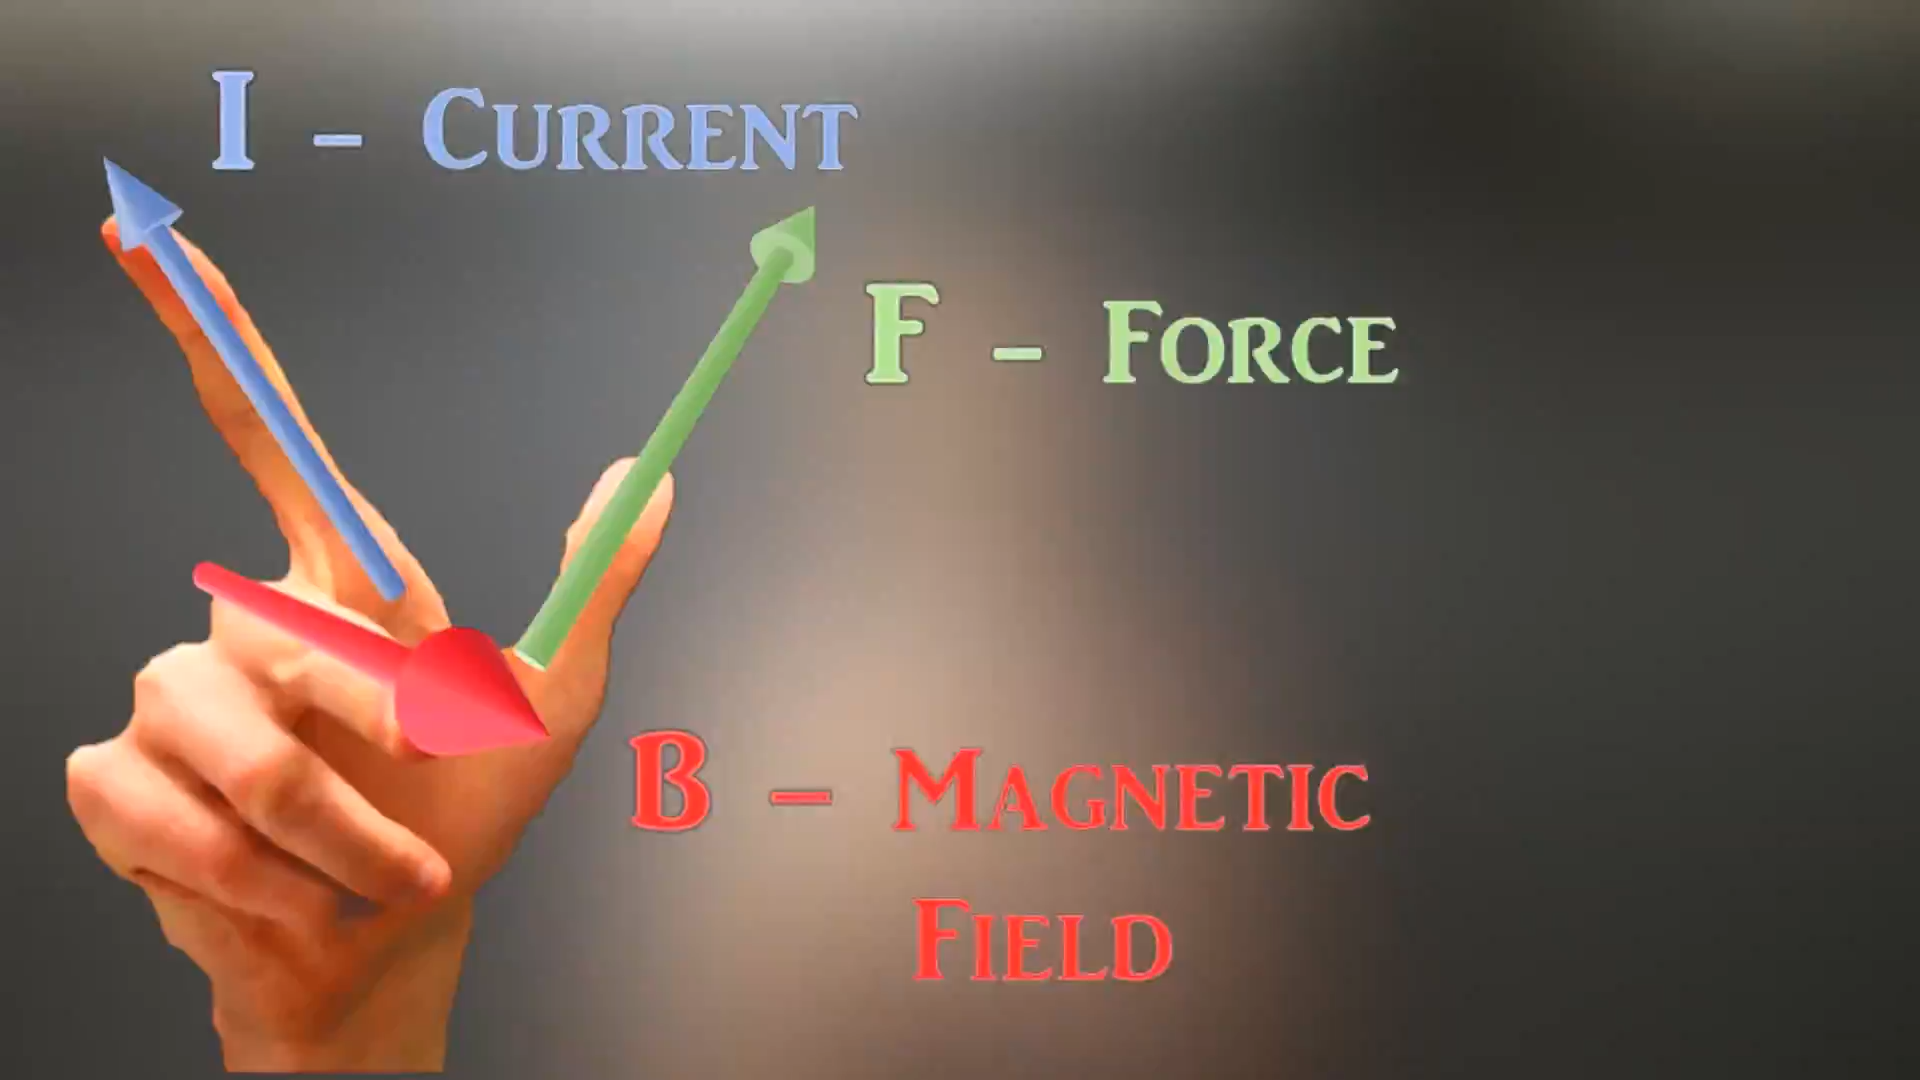 I – Current
F – Force
B – Magnetic
Field